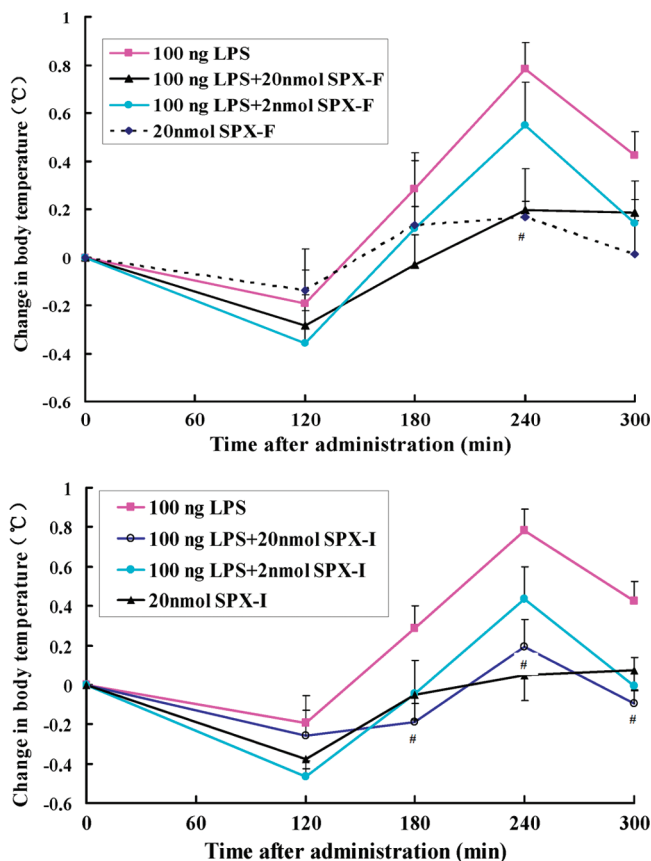 1
0.8
0.6
0.4
0.2
0
-0.2
-0.4
-0.6
Change in body temperature（℃）
100 ng LPS
100 ng LPS+20nmol SPX-F
100 ng LPS+2nmol SPX-F
20nmol SPX-F
#
0 60 120 180 240 300
Time after administration (min)
1
0.8
0.6
0.4
0.2
0
-0.2
-0.4
-0.6
Change in body temperature（℃）
100 ng LPS
100 ng LPS+20nmol SPX-I
100 ng LPS+2nmol SPX-I
20nmol SPX-I
#
#
#
0 60 120 180 240 300
Time after administration (min)